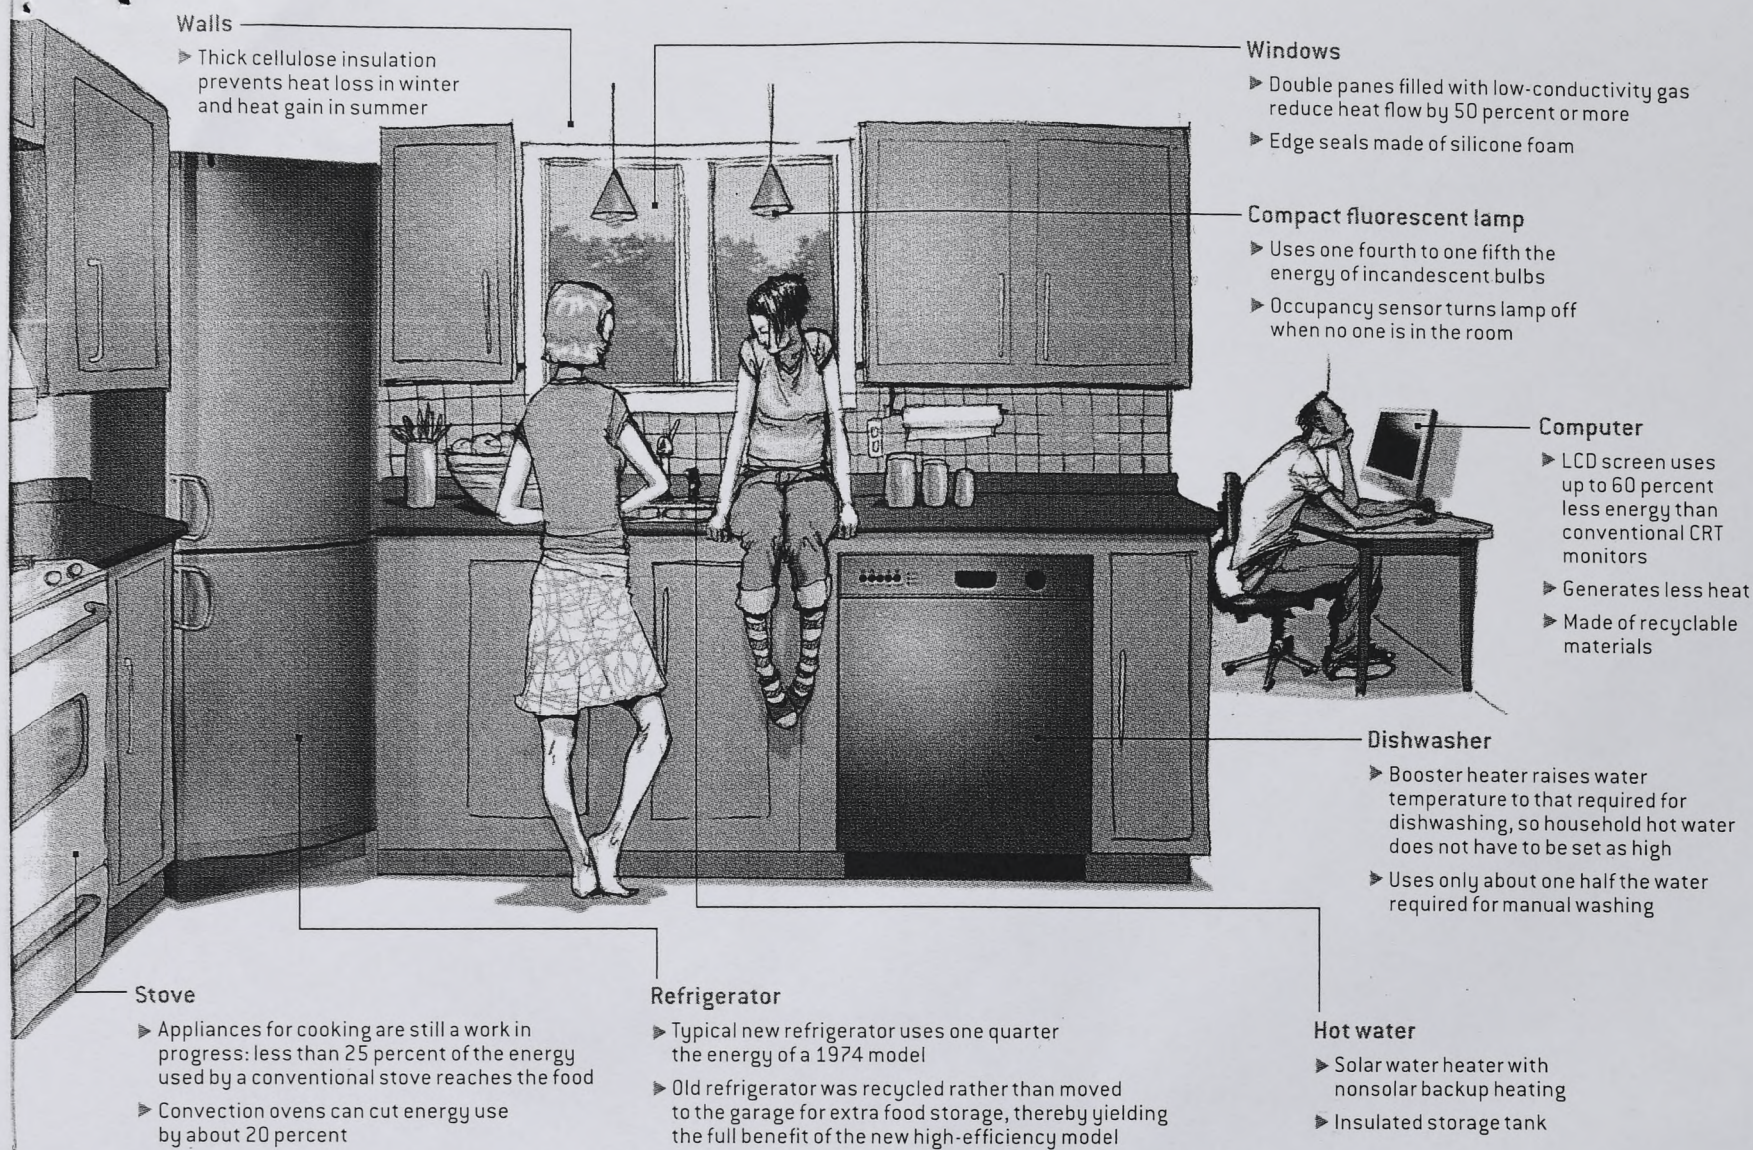 Walls
Thick cellulose insulation
prevents heat loss in winter
and heat gain in summer
Windows
Double panes filled with low-conductivity gas
reduce heat flow by 50 percent or more
Edge seals made of silicone foam
Compact fluorescent lamp
Uses one fourth to one fifth the
energy of incandescent bulbs
Occupancy sensor turns lamp off
when no one is in the room
Computer
LCD screen uses
up to 60 percent
less energy than
conventional CRT
monitors
Generates less heat
Made of recyclable
materials
Dishwasher
Booster heater raises water
temperature to that required for
dishwashing, so household hot water
does not have to be set as high
Uses only about one half the water
required for manual washing
Stove
Appliances for cooking are still a work in
progress: less than 25 percent of the energy
used by a conventional stove reaches the food
Convection ovens can cut energy use
by about 20 percent
Refrigerator
Typical new refrigerator uses one quarter
the energy of a 1974 model
Old refrigerator was recycled rather than moved
to the garage for extra food storage, thereby yielding
the full benefit of the new high-efficiency model
Hot water
Solar water heater with
nonsolar backup heating
Insulated storage tank